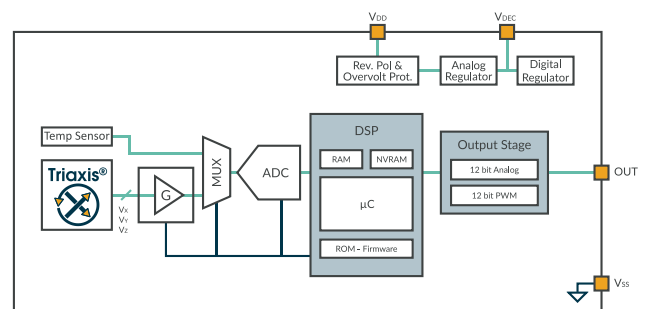 VDD
VDEC
Rev. Pol &
Overvolt Prot.
Analog
Regulator
Digital
Regulator
Temp Sensor
Triaxis®
VX
VY
VZ
G
MUX
ADC
DSP
RAM
NVRAM
µC
ROM - Firmware
Output Stage
12 bit Analog
12 bit PWM
OUT
VSS